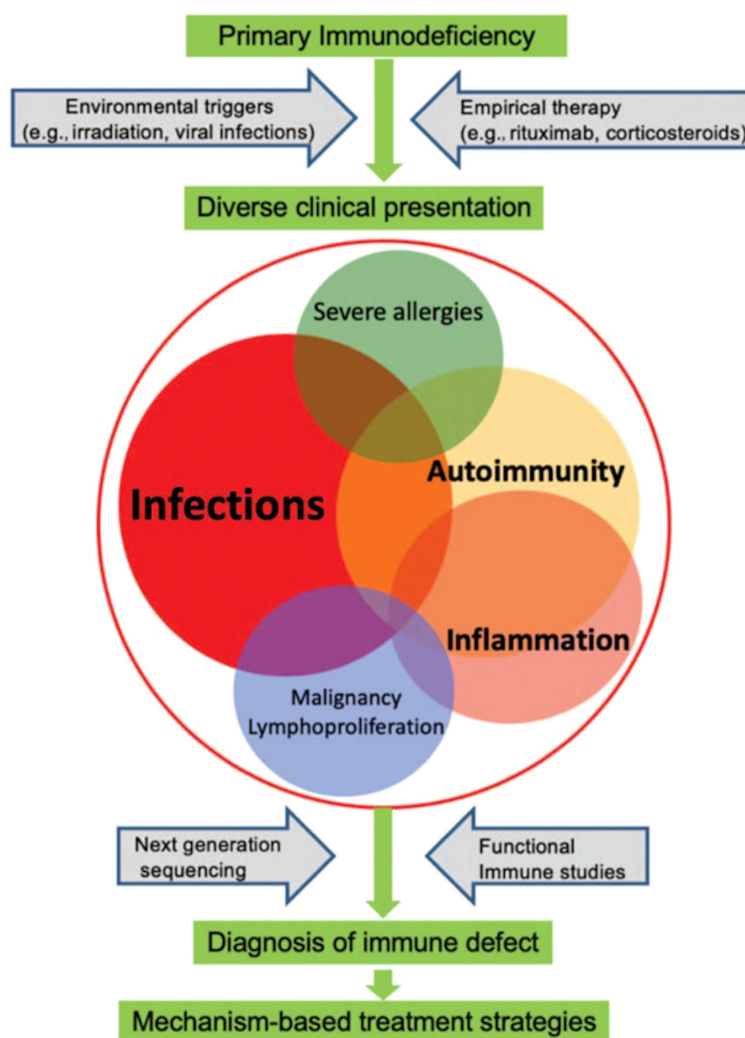 Primary Immunodeficiency
Environmental triggers
(e.g., irradiation, viral infections)
Empirical therapy
(e.g., rituximab, corticosteroids)
Diverse clinical presentation
Severe allergies
Autoimmunity
Infections
Inflammation
Malignancy
Lymphoproliferation
Next generation
sequencing
Functional
Immune studies
Diagnosis of immune defect
Mechanism-based treatment strategies